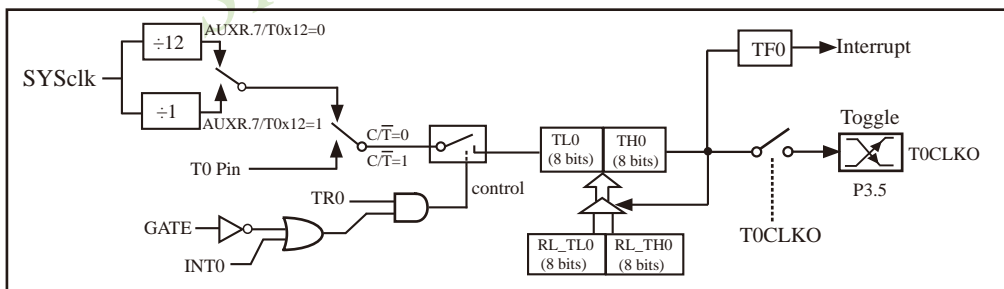 AUXR.7/T0x12=0
÷12
SYSclk
÷1
AUXR.7/T0x12=1
T0 Pin
C/T̅=0
C/T̅=1
control
TR0
GATE
INT0
TL0
(8 bits)
TH0
(8 bits)
RL_TL0
(8 bits)
RL_TH0
(8 bits)
TF0
Interrupt
Toggle
T0CLKO
P3.5
T0CLKO